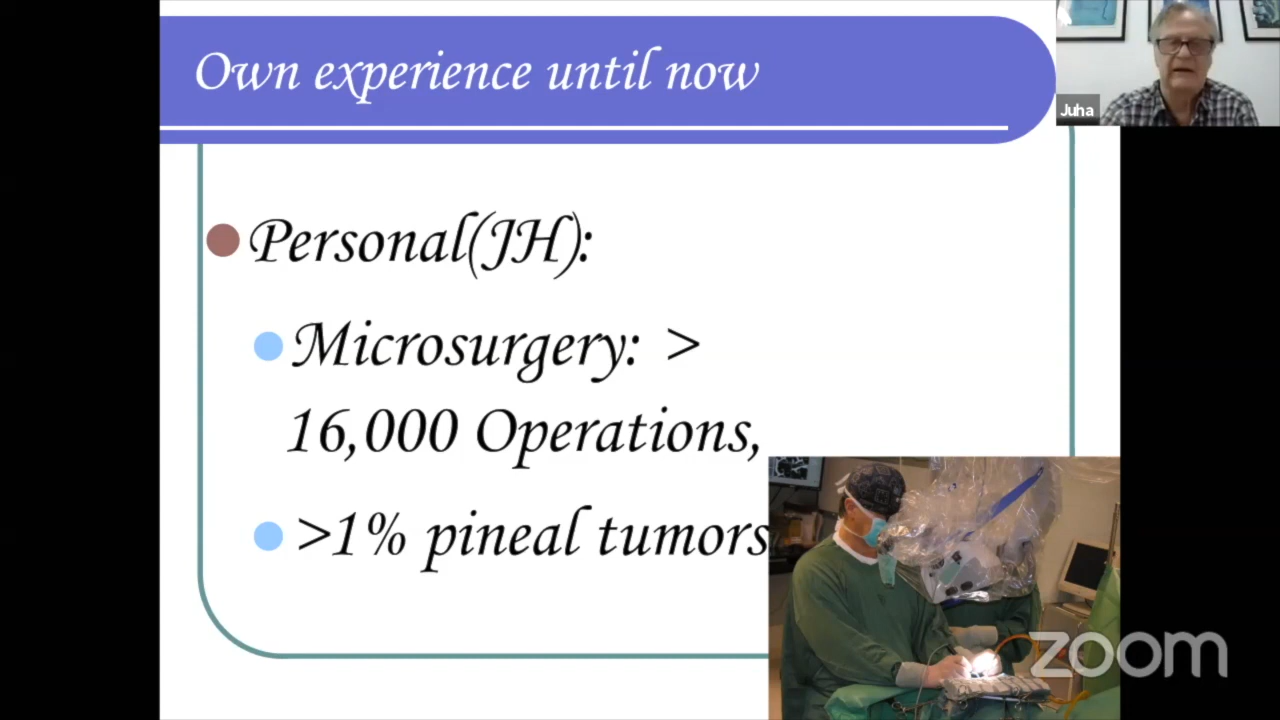 Own experience until now
Juha
Personal(JH):
Microsurgery: >
16,000 Operations,
>1% pineal tumors
zoom